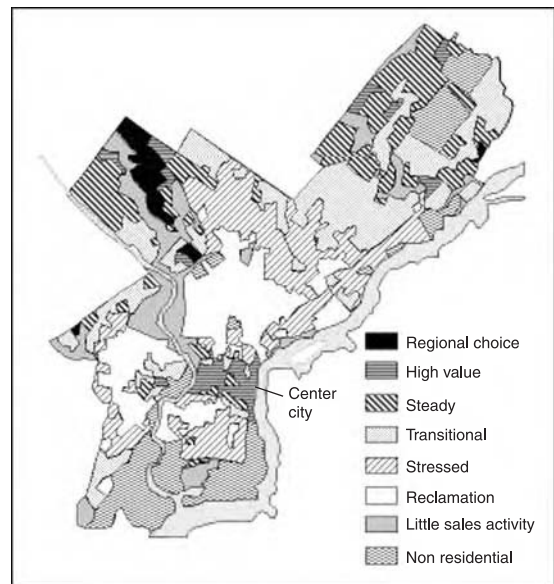 Regional choice
High value
Center
city
Steady
Transitional
Stressed
Reclamation
Little sales activity
Non residential